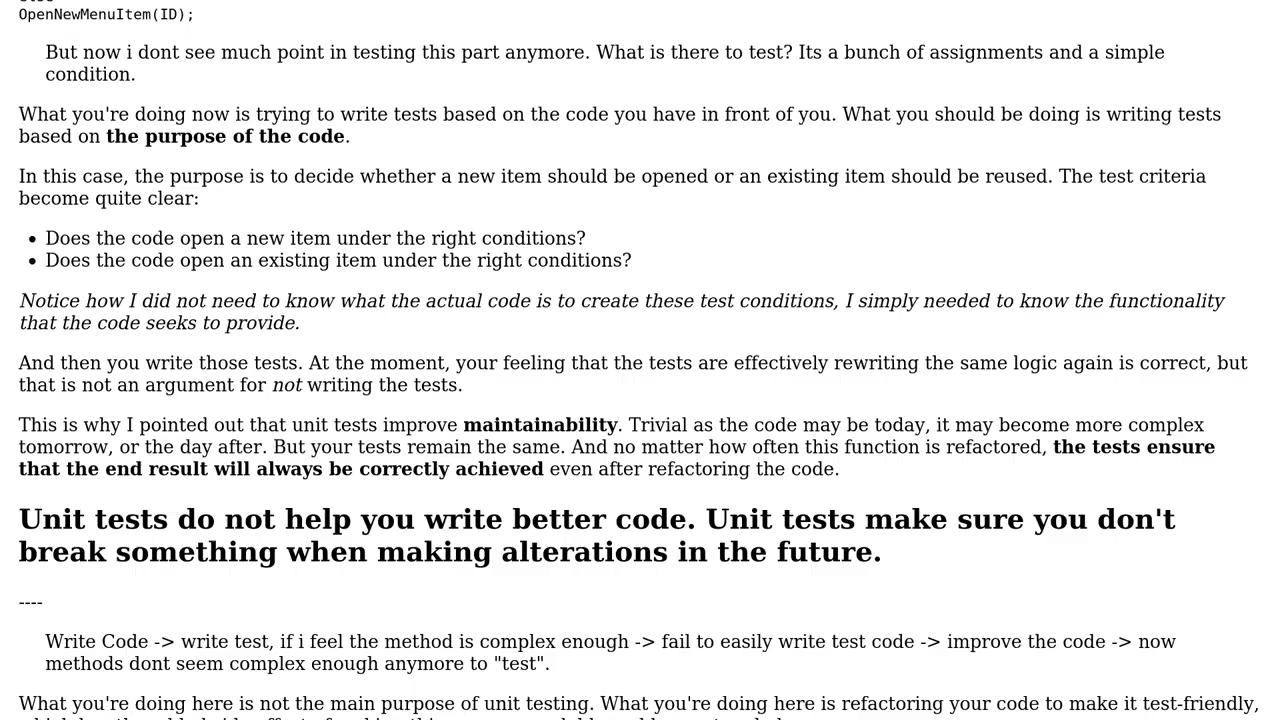 OpenNewMenuItem(ID);
But now i dont see much point in testing this part anymore. What is there to test? Its a bunch of assignments and a simple
condition.
What you're doing now is trying to write tests based on the code you have in front of you. What you should be doing is writing tests
based on the purpose of the code.
In this case, the purpose is to decide whether a new item should be opened or an existing item should be reused. The test criteria
become quite clear:
• Does the code open a new item under the right conditions?
• Does the code open an existing item under the right conditions?
Notice how I did not need to know what the actual code is to create these test conditions, I simply needed to know the functionality
that the code seeks to provide.
And then you write those tests. At the moment, your feeling that the tests are effectively rewriting the same logic again is correct, but
that is not an argument for not writing the tests.
This is why I pointed out that unit tests improve maintainability. Trivial as the code may be today, it may become more complex
tomorrow, or the day after. But your tests remain the same. And no matter how often this function is refactored, the tests ensure
that the end result will always be correctly achieved even after refactoring the code.
Unit tests do not help you write better code. Unit tests make sure you don't
break something when making alterations in the future.
----
Write Code -> write test, if i feel the method is complex enough -> fail to easily write test code -> improve the code -> now
methods dont seem complex enough anymore to "test".
What you're doing here is not the main purpose of unit testing. What you're doing here is refactoring your code to make it test-friendly,